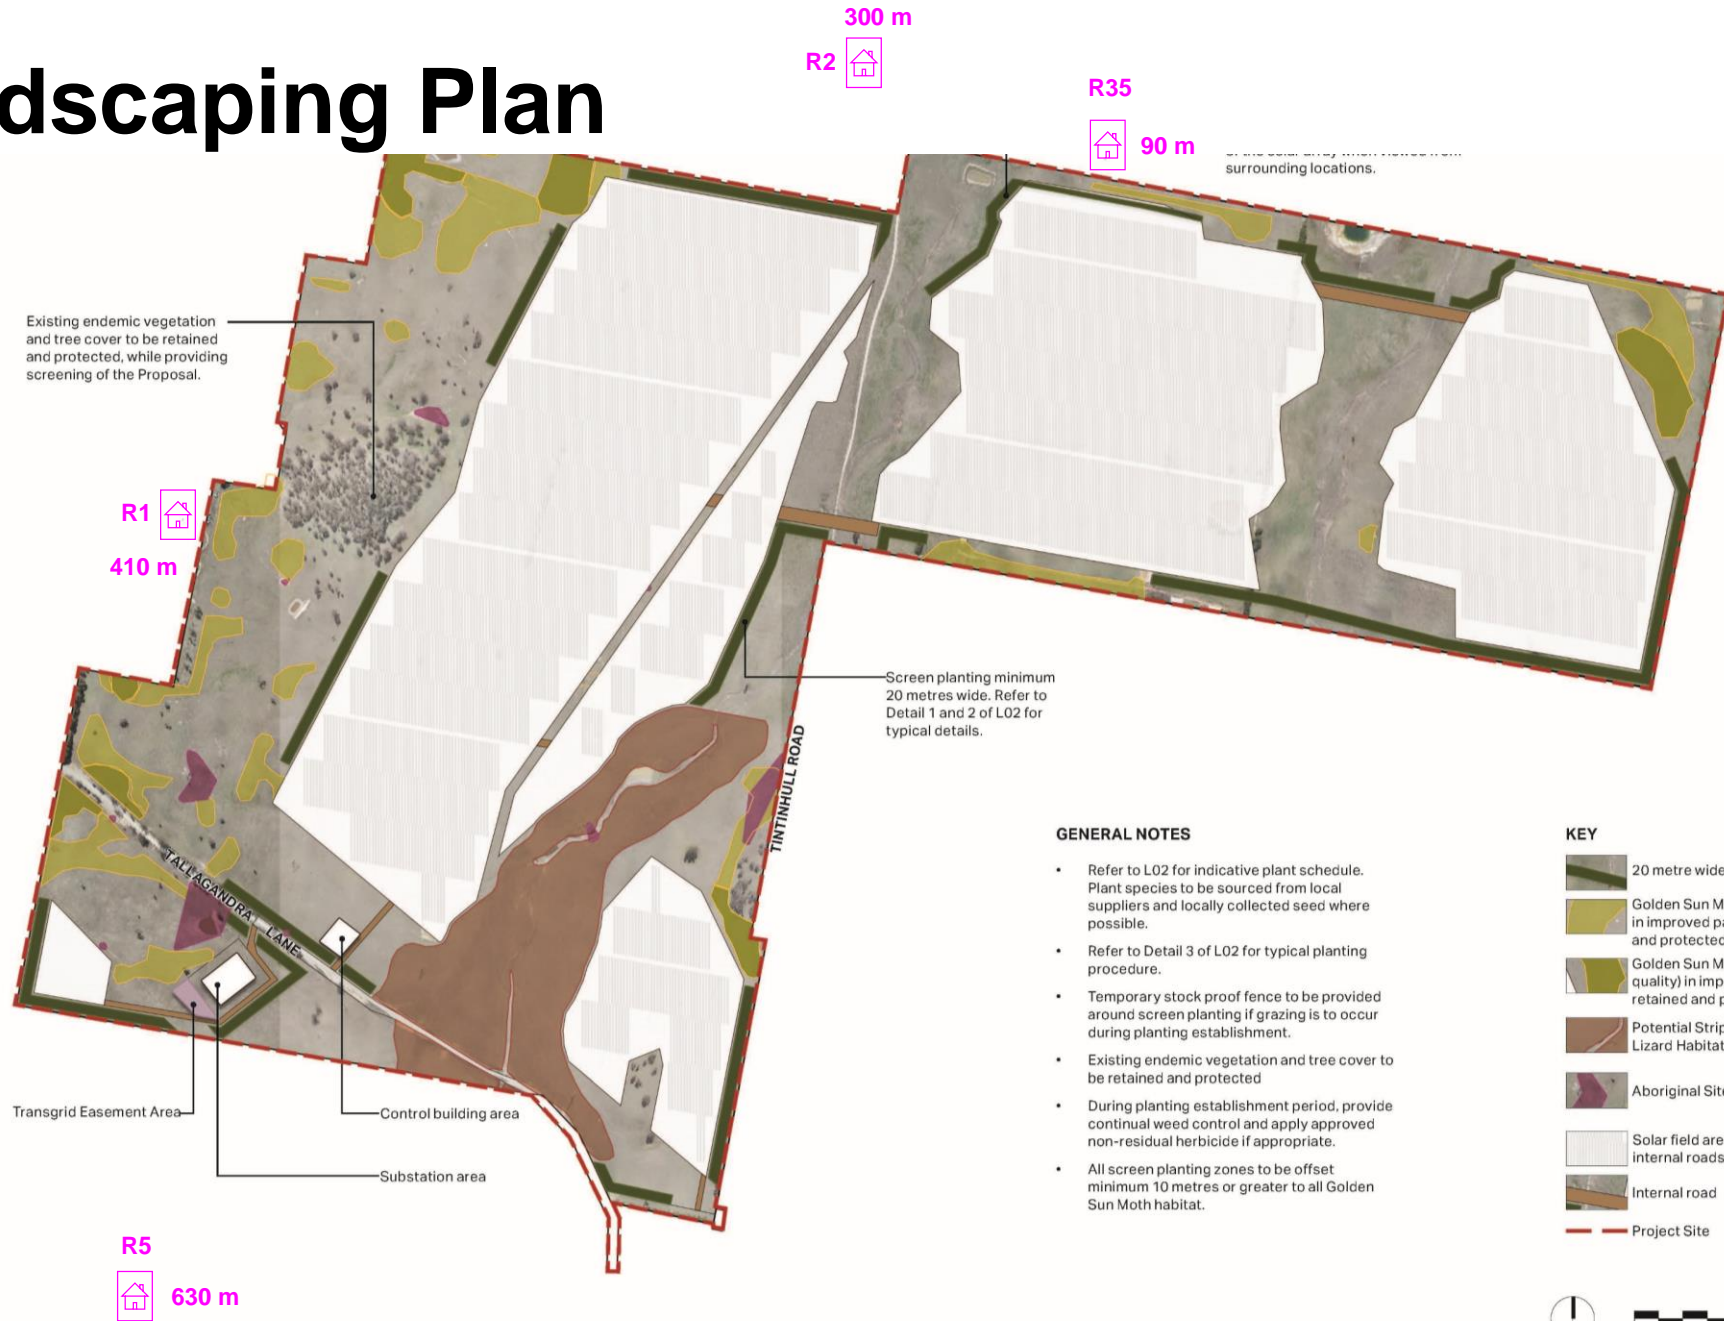 300 m
R2
dscaping Plan
R35
90 m
surrounding locations.
Existing endemic vegetation
and tree cover to be retained
and protected, while providing
screening of the Proposal.
R1
410 m
Screen planting minimum
20 metres wide. Refer to
Detail 1 and 2 of L02 for
typical details.
TINTINHULL ROAD
TALLAGANDRA LANE
Transgrid Easement Area
Control building area
Substation area
R5
630 m
GENERAL NOTES
• Refer to L02 for indicative plant schedule.
Plant species to be sourced from local
suppliers and locally collected seed where
possible.
• Refer to Detail 3 of L02 for typical planting
procedure.
• Temporary stock proof fence to be provided
around screen planting if grazing is to occur
during planting establishment.
• Existing endemic vegetation and tree cover to
be retained and protected
• During planting establishment period, provide
continual weed control and apply approved
non-residual herbicide if appropriate.
• All screen planting zones to be offset
minimum 10 metres or greater to all Golden
Sun Moth habitat.
KEY
20 metre wide
Golden Sun M
in improved pa
and protected
Golden Sun M
quality) in imp
retained and p
Potential Strip
Lizard Habitat
Aboriginal Site
Solar field are
internal roads
Internal road
Project Site